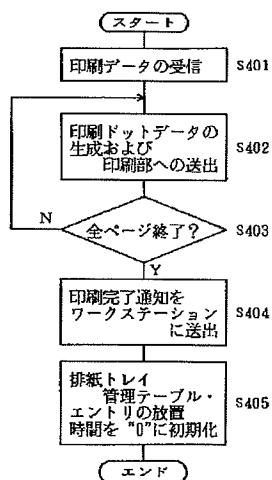 スタート
印刷データの受信
S401
印刷ドットデータの
生成および
印刷部への送出
S402
N
全ページ終了？
S403
Y
印刷完了通知を
ワークステーション
に送出
S404
排紙トレイ
管理テーブル・
エントリの放置
時間を"0"に初期化
S405
エンド